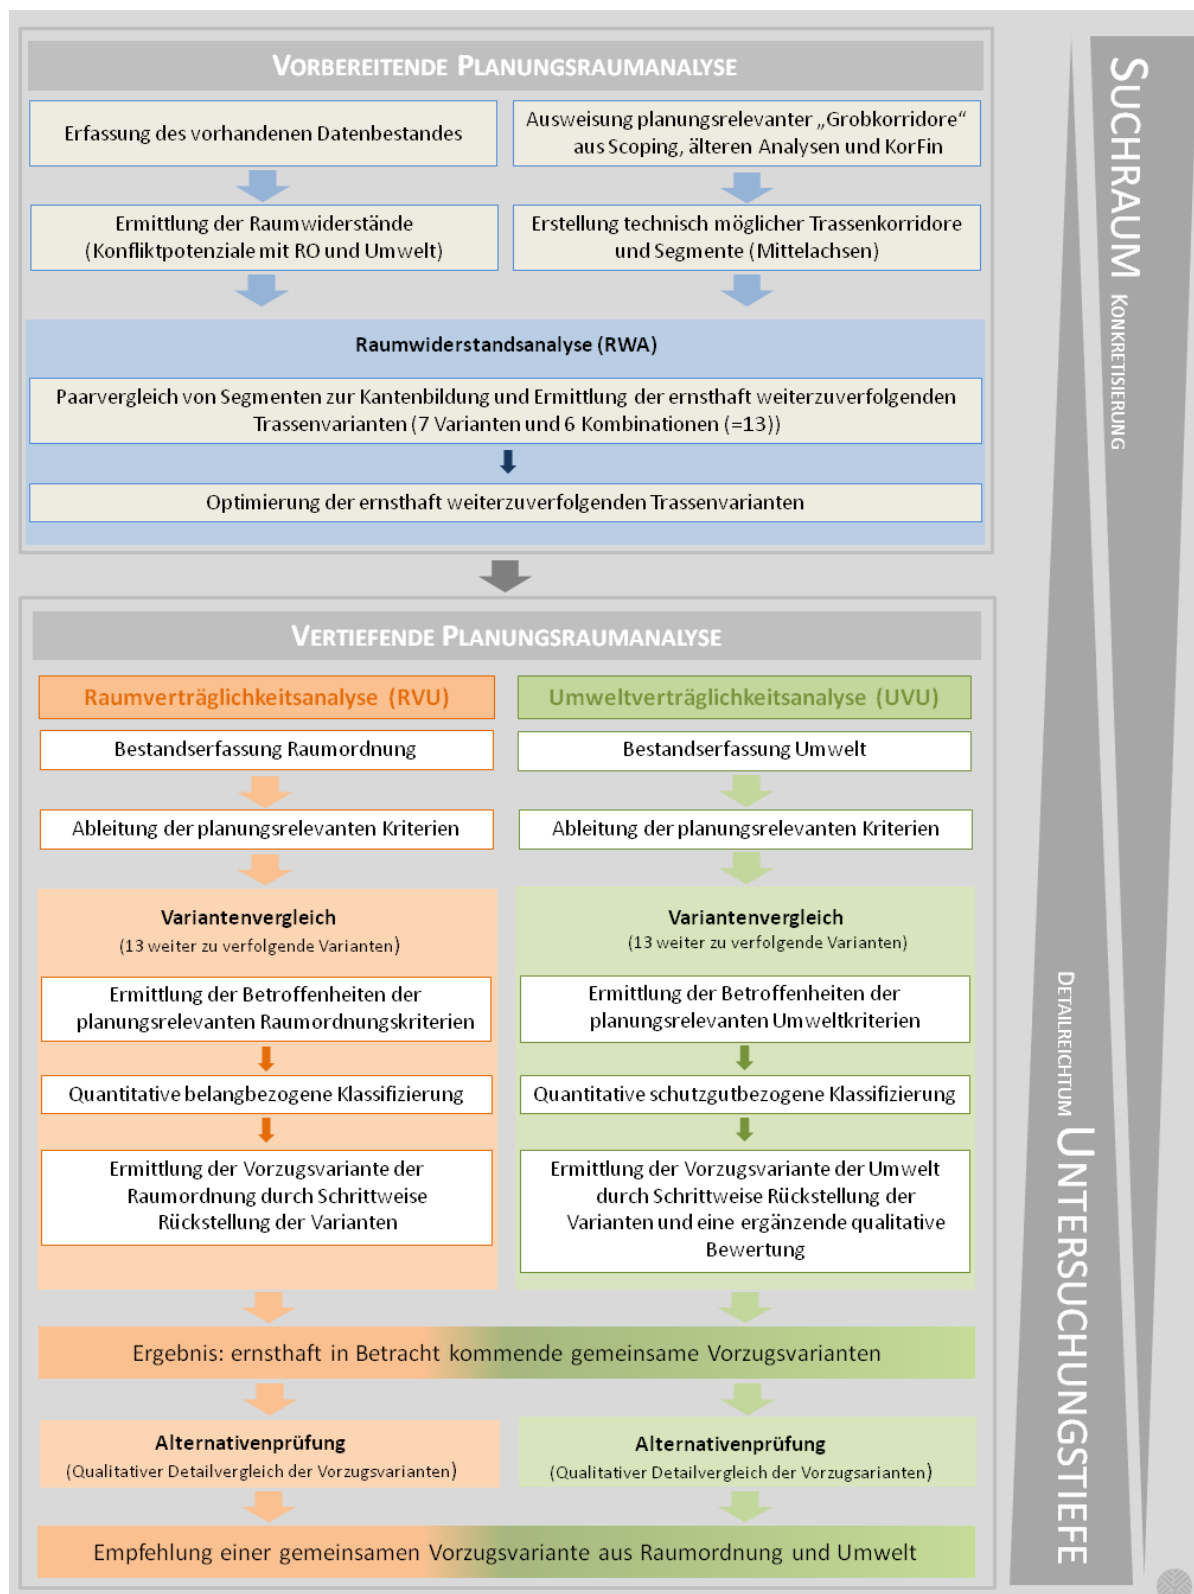 VORBEREITENDE PLANUNGSRAUMANALYSE
Erfassung des vorhandenen Datenbestandes
Ausweisung planungsrelevanter „Grobkorridore“
aus Scoping, älteren Analysen und KorFin
Ermittlung der Raumwiderstände
(Konfliktpotenziale mit RO und Umwelt)
Erstellung technisch möglicher Trassenkorridore
und Segmente (Mittelachsen)
Raumwiderstandsanalyse (RWA)
Paarvergleich von Segmenten zur Kantenbildung und Ermittlung der ernsthaft weiterzuverfolgenden
Trassenvarianten (7 Varianten und 6 Kombinationen (=13))
Optimierung der ernsthaft weiterzuverfolgenden Trassenvarianten
VERTIEFENDE PLANUNGSRAUMANALYSE
Raumverträglichkeitsanalyse (RVU)
Bestandserfassung Raumordnung
Ableitung der planungsrelevanten Kriterien
Variantenvergleich
(13 weiter zu verfolgende Varianten)
Ermittlung der Betroffenheiten der
planungsrelevanten Raumordnungskriterien
Quantitative belangbezogene Klassifizierung
Ermittlung der Vorzugsvariante der
Raumordnung durch Schrittweise
Rückstellung der Varianten
Umweltverträglichkeitsanalyse (UVU)
Bestandserfassung Umwelt
Ableitung der planungsrelevanten Kriterien
Variantenvergleich
(13 weiter zu verfolgende Varianten)
Ermittlung der Betroffenheiten der
planungsrelevanten Umweltkriterien
Quantitative schutzgutbezogene Klassifizierung
Ermittlung der Vorzugsvariante der Umwelt
durch Schrittweise Rückstellung der
Varianten und eine ergänzende qualitative
Bewertung
Ergebnis: ernsthaft in Betracht kommende gemeinsame Vorzugsvarianten
Alternativenprüfung
(Qualitativer Detailvergleich der Vorzugsvarianten)
Alternativenprüfung
(Qualitativer Detailvergleich der Vorzugsarianten)
Empfehlung einer gemeinsamen Vorzugsvariante aus Raumordnung und Umwelt
SUCHRAUM KONKRETISIERUNG
DETAILREICHTUM UNTERSUCHUNGSTIEFE